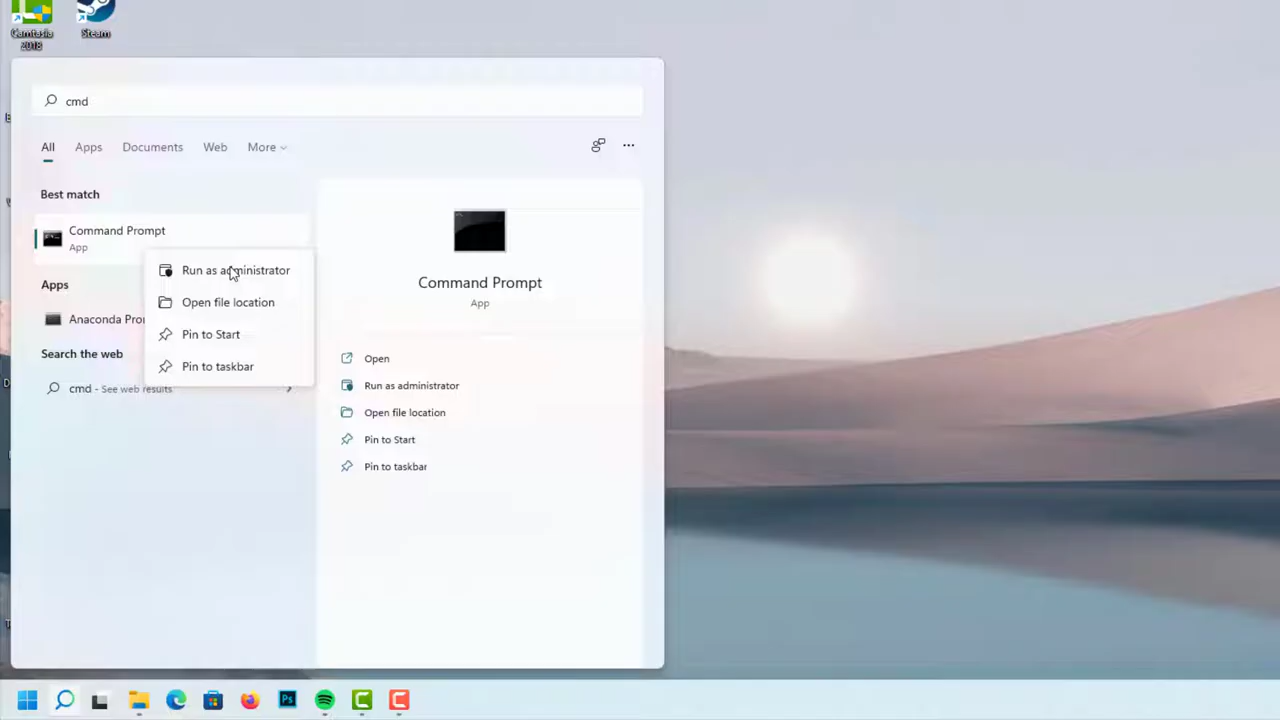 Camtasia
2018
Steam
cmd
All
Apps
Documents
Web
More
Best match
Command Prompt
App
Run as administrator
Open file location
Pin to Start
Pin to taskbar
Apps
Anaconda
Search the web
cmd - See web results
Command Prompt
App
Open
Run as administrator
Open file location
Pin to Start
Pin to taskbar
Ps